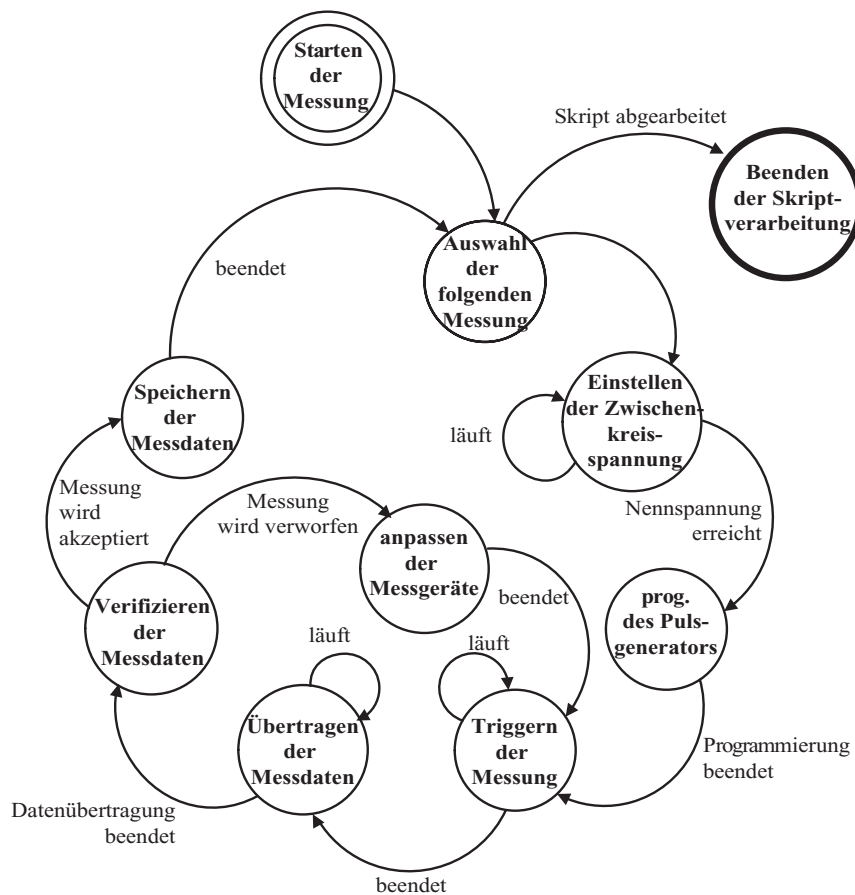 Starten
der
Messung
Skript abgearbeitet
Beenden
der Skript-
verarbeitung
Auswahl
der
folgenden
Messung
beendet
Einstellen
der Zwischen-
kreis-
spannung
läuft
Speichern
der
Messdaten
Nennspannung
erreicht
Messung
wird
akzeptiert
Messung
wird verworfen
anpassen
der
Messgeräte
beendet
prog.
des Puls-
generators
Verifizieren
der
Messdaten
läuft
läuft
Übertragen
der
Messdaten
Triggern
der
Messung
Programmierung
beendet
Datenübertragung
beendet
beendet